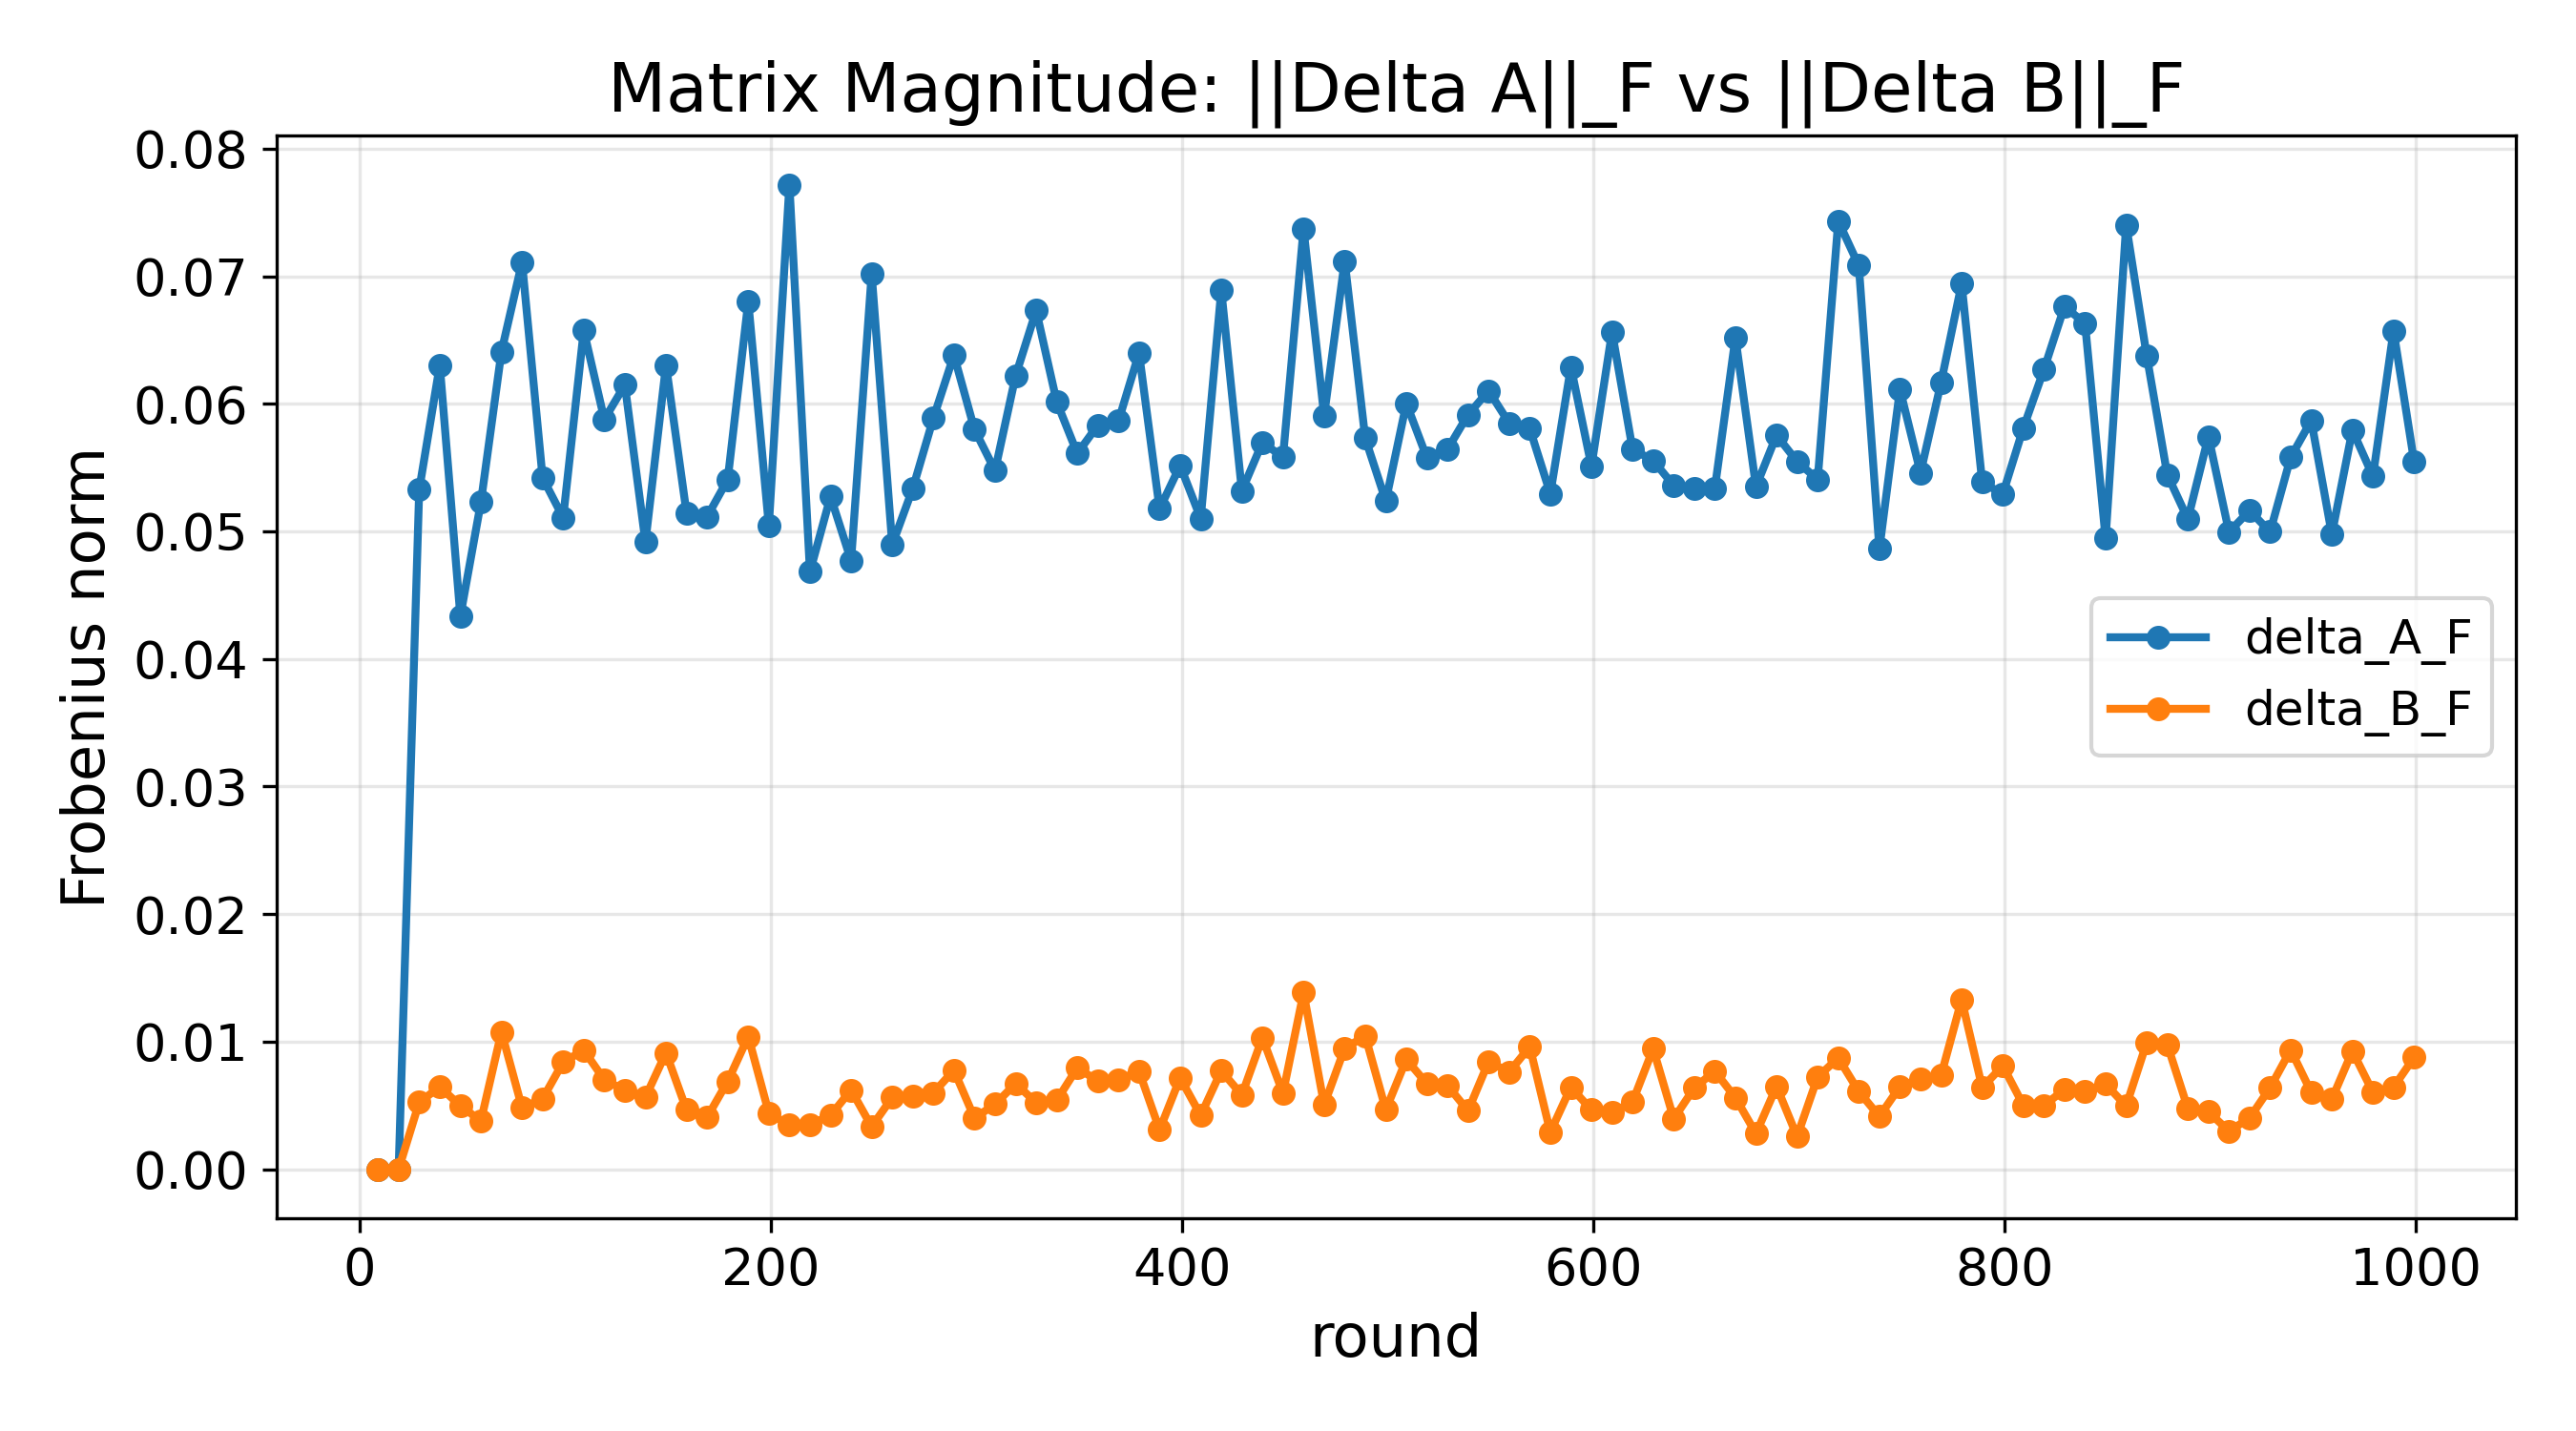 Matrix Magnitude: ||Delta A||_F vs ||Delta B||_F
Frobenius norm
0.08
0.07
0.06
0.05
0.04
0.03
0.02
0.01
0.00
delta_A_F
delta_B_F
0 200 400 600 800 1000
round